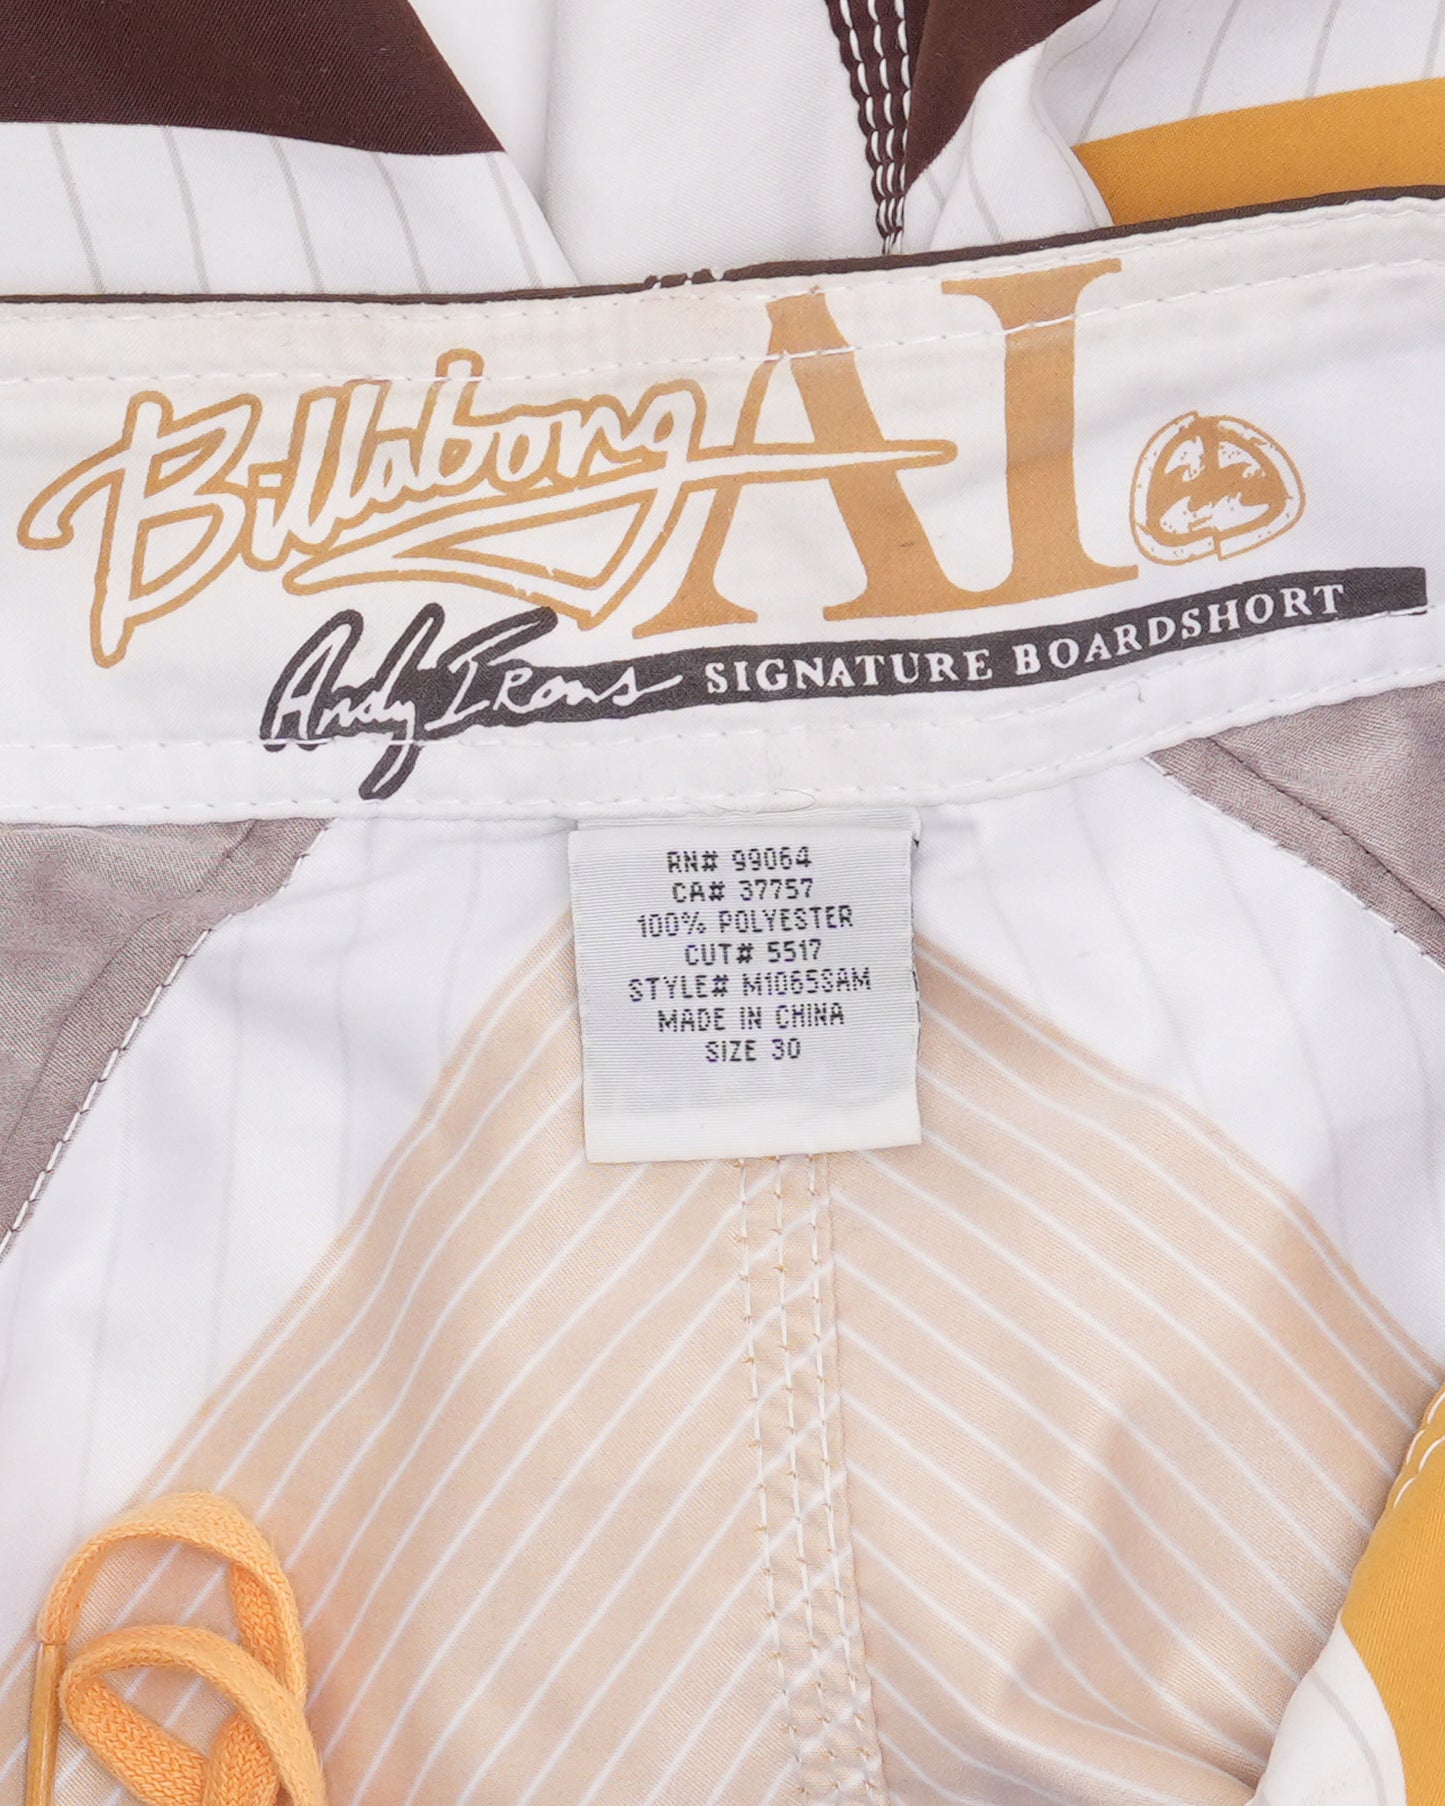 Billabong AI
Andy Irons SIGNATURE BOARDSHORT
RN# 99064
CA# 37757
100% POLYESTER
CUT# 5517
STYLE# M1065SAM
MADE IN CHINA
SIZE 30